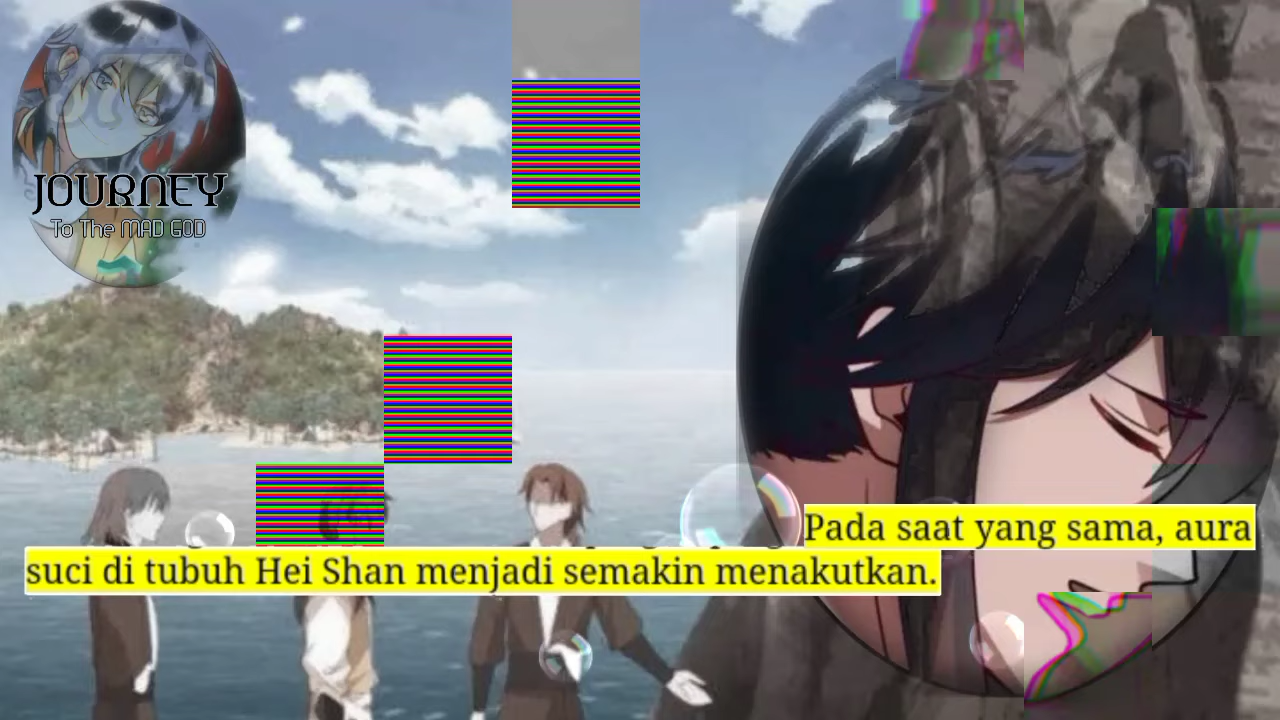 JOURNEY
To The MAD GOD
Pada saat yang sama, aura
suci di tubuh Hei Shan menjadi semakin menakutkan.